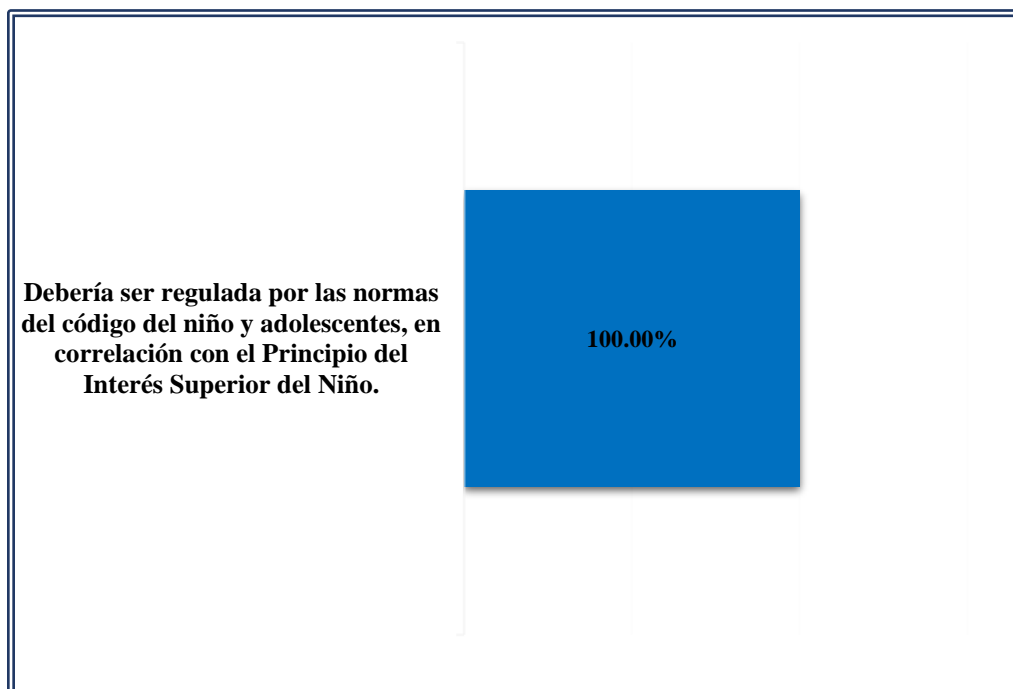 Debería ser regulada por las normas
del código del niño y adolescentes, en
correlación con el Principio del
Interés Superior del Niño.
100.00%